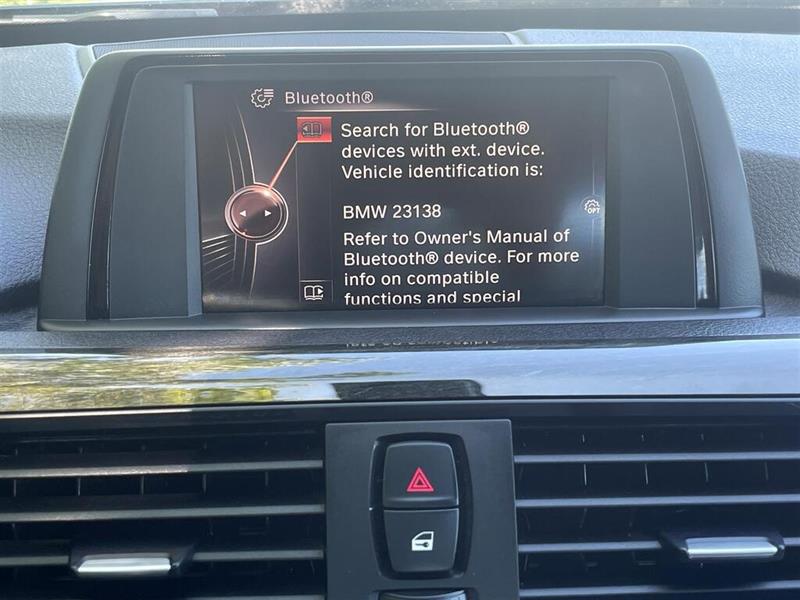 Bluetooth®
Search for Bluetooth®
devices with ext. device.
Vehicle identification is:
BMW 23138
OPT
Refer to Owner's Manual of
Bluetooth® device. For more
info on compatible
functions and special